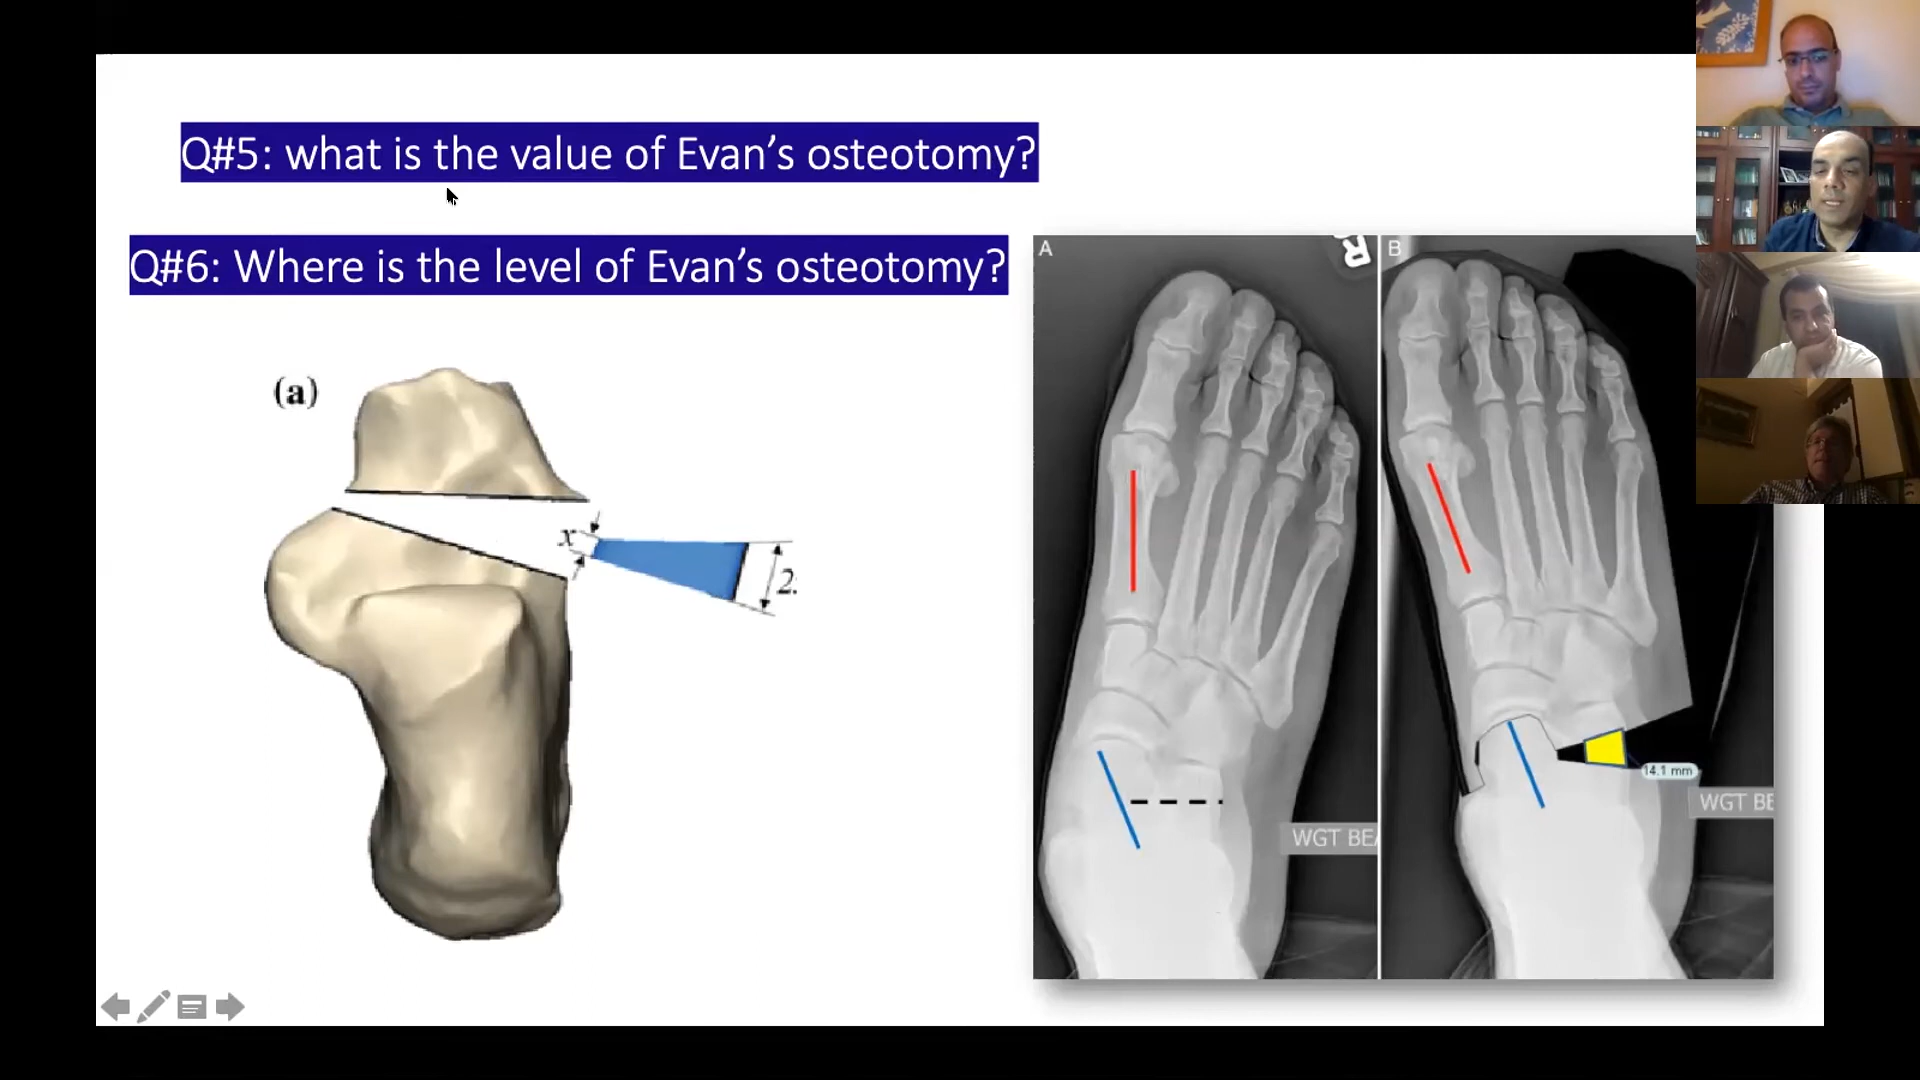 Q#5: what is the value of Evan's osteotomy?
Q#6: Where is the level of Evan's osteotomy?
(a)
x
2.
A
R
B
14.1 mm
WGT BE
WGT BEA